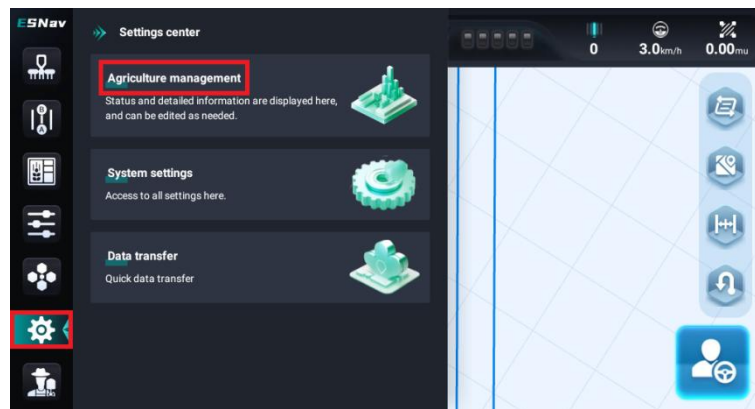 ESNav
Settings center
Agriculture management
Status and detailed information are displayed here,
and can be edited as needed.
System settings
Access to all settings here.
Data transfer
Quick data transfer
0
3.0km/h
0.00mu
B
A